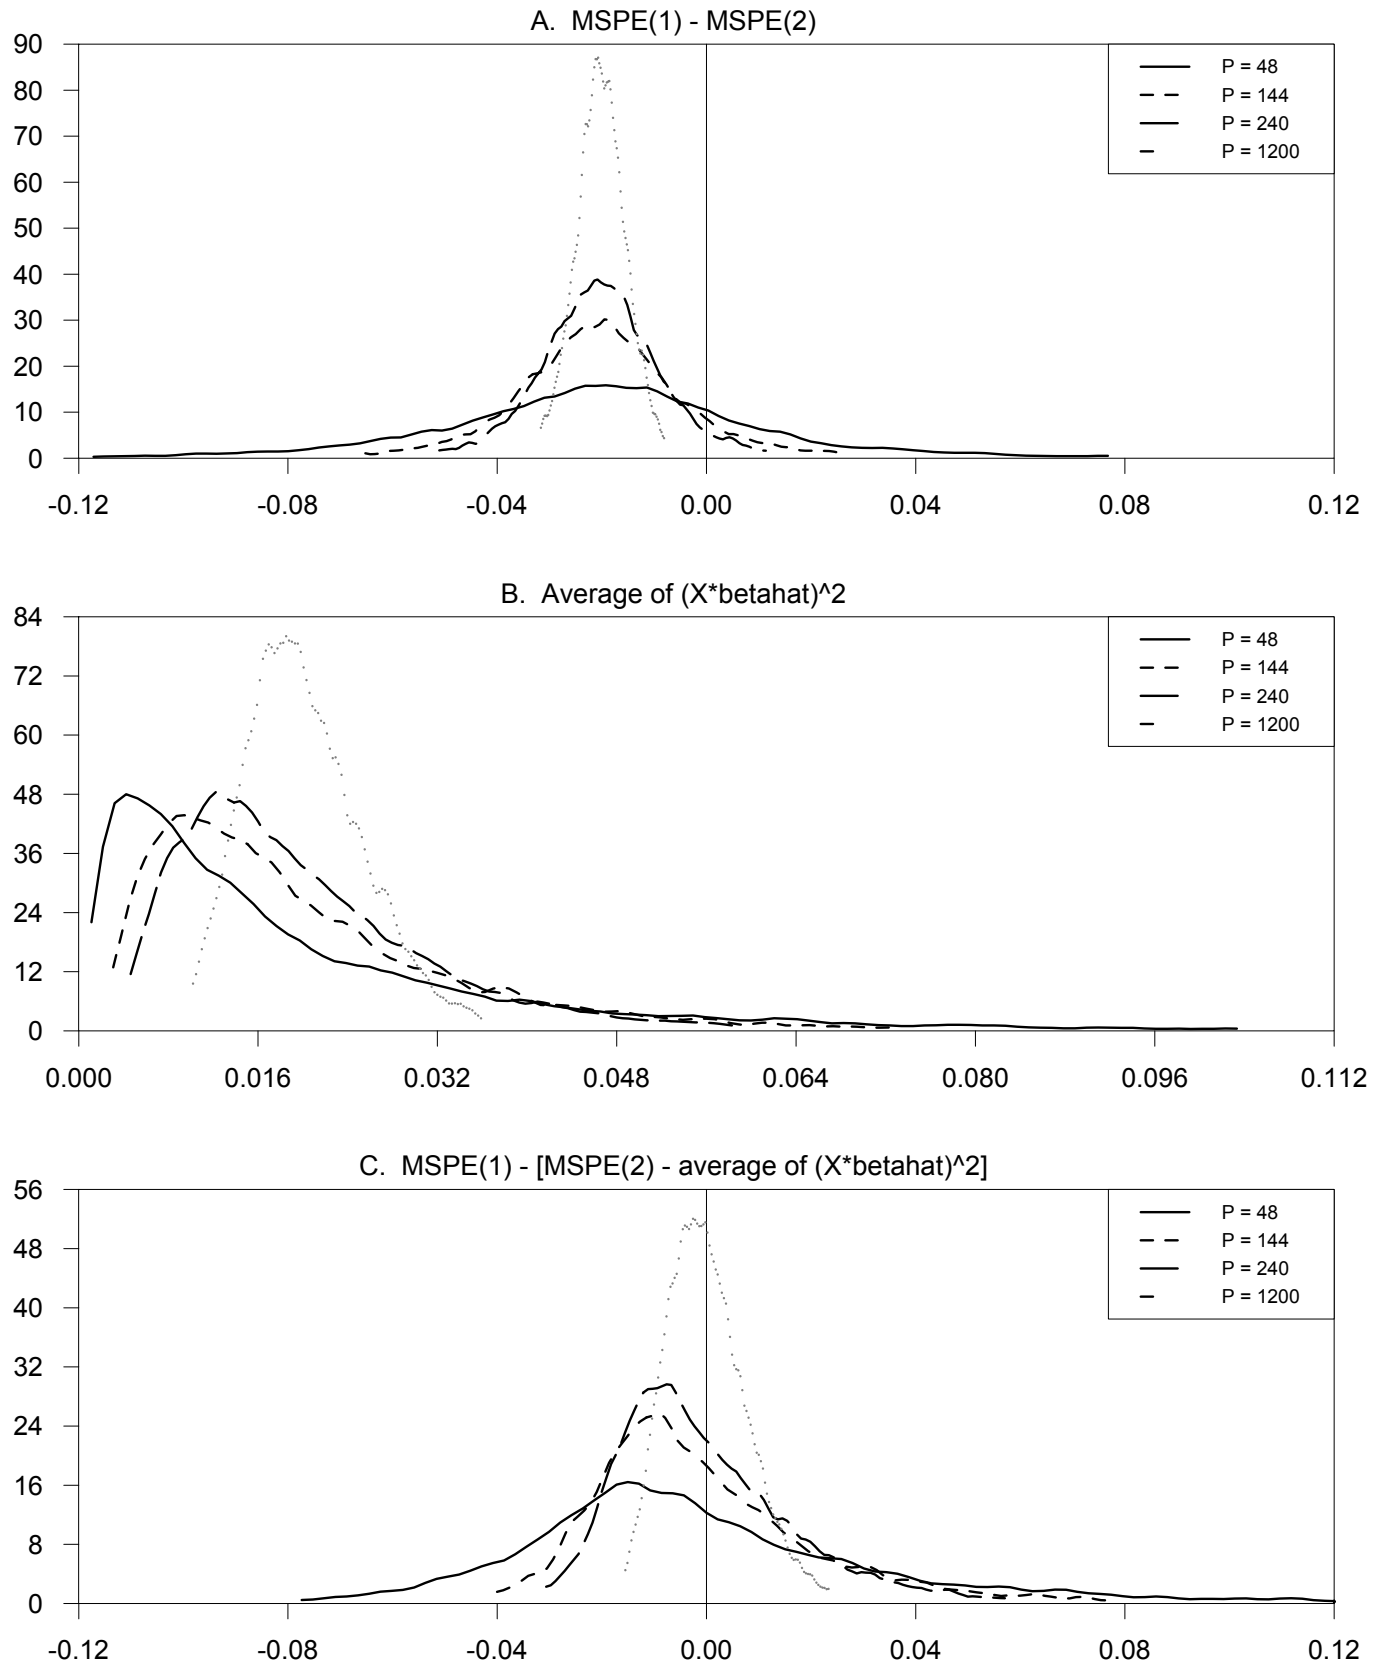 A. MSPE(1) - MSPE(2)
90
80
70
60
50
40
30
20
10
0
P = 48
P = 144
P = 240
P = 1200
-0.12 -0.08 -0.04 0.00 0.04 0.08 0.12
B. Average of (X*betahat)^2
84
72
60
48
36
24
12
0
P = 48
P = 144
P = 240
P = 1200
0.000 0.016 0.032 0.048 0.064 0.080 0.096 0.112
C. MSPE(1) - [MSPE(2) - average of (X*betahat)^2]
56
48
40
32
24
16
8
0
P = 48
P = 144
P = 240
P = 1200
-0.12 -0.08 -0.04 0.00 0.04 0.08 0.12